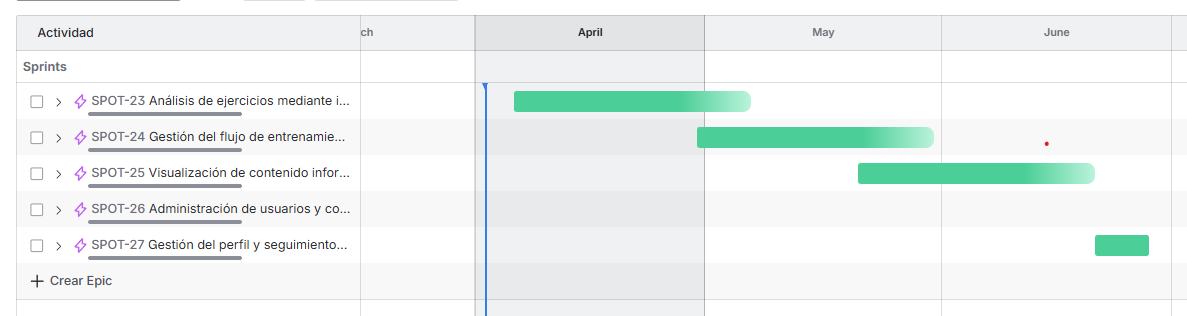 Actividad
ch
April
May
June
Sprints
SPOT-23 Análisis de ejercicios mediante i...
SPOT-24 Gestión del flujo de entrenamie...
SPOT-25 Visualización de contenido infor...
SPOT-26 Administración de usuarios y co...
SPOT-27 Gestión del perfil y seguimiento...
Crear Epic